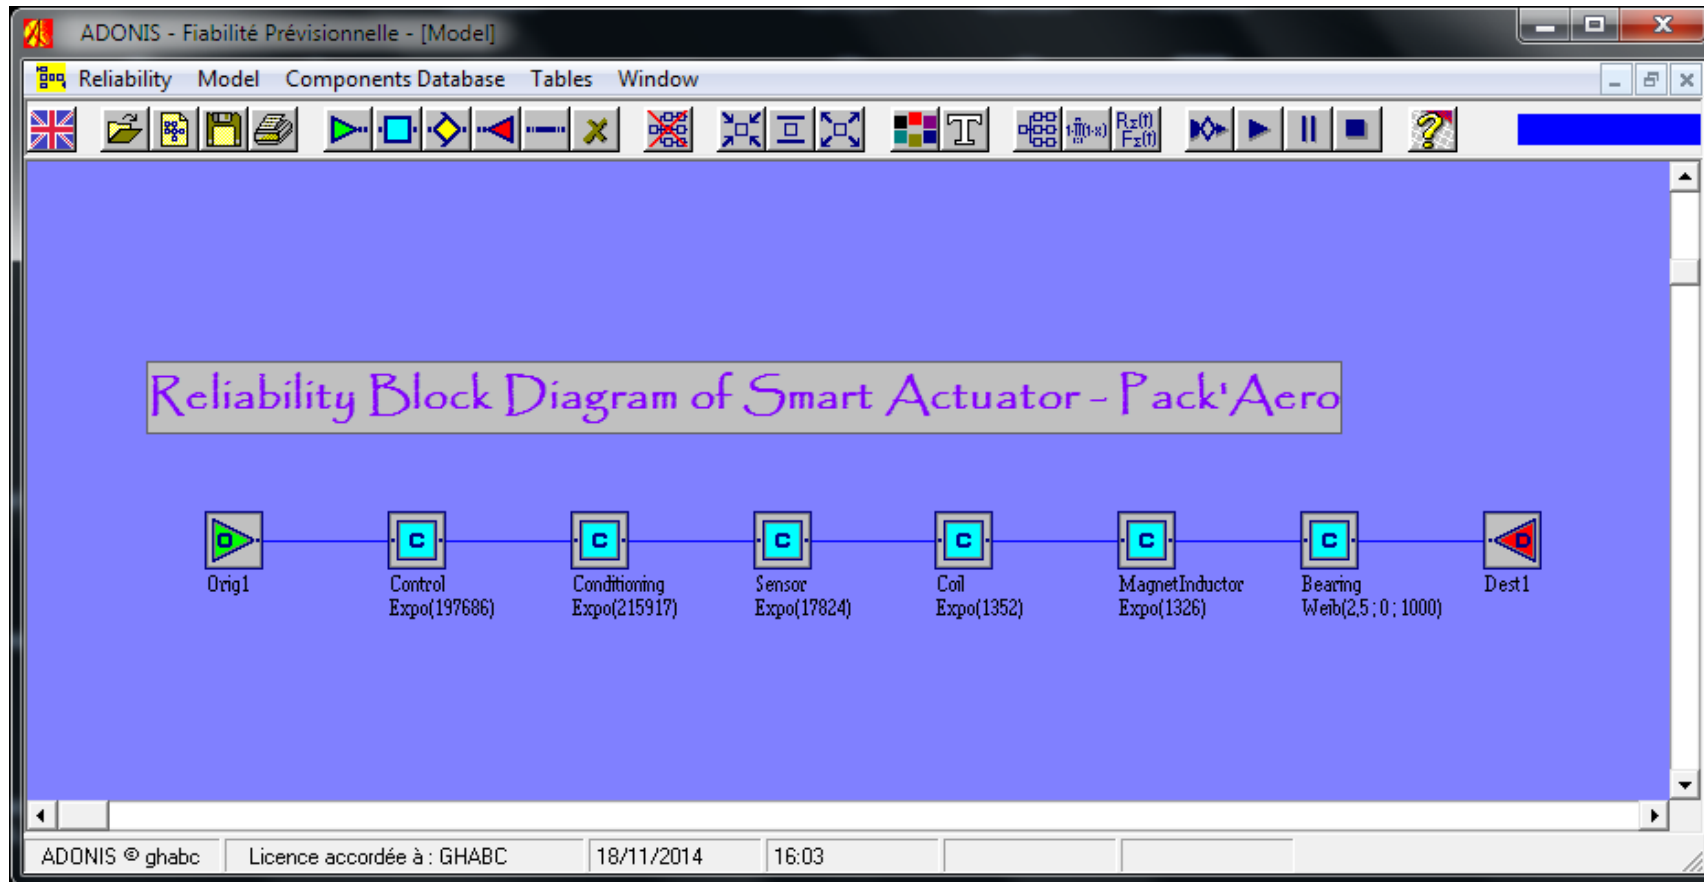 ADONIS - Fiabilité Prévisionnelle - [Model]
Reliability Model Components Database Tables Window
Reliability Block Diagram of Smart Actuator - Pack'Aero
Orig1
Control
Expo(197686)
Conditioning
Expo(215917)
Sensor
Expo(17824)
Coil
Expo(1352)
MagnetInductor
Expo(1326)
Bearing
Weib(2,5 ; 0 ; 1000)
Dest1
ADONIS © ghabc Licence accordée à : GHABC 18/11/2014 16:03